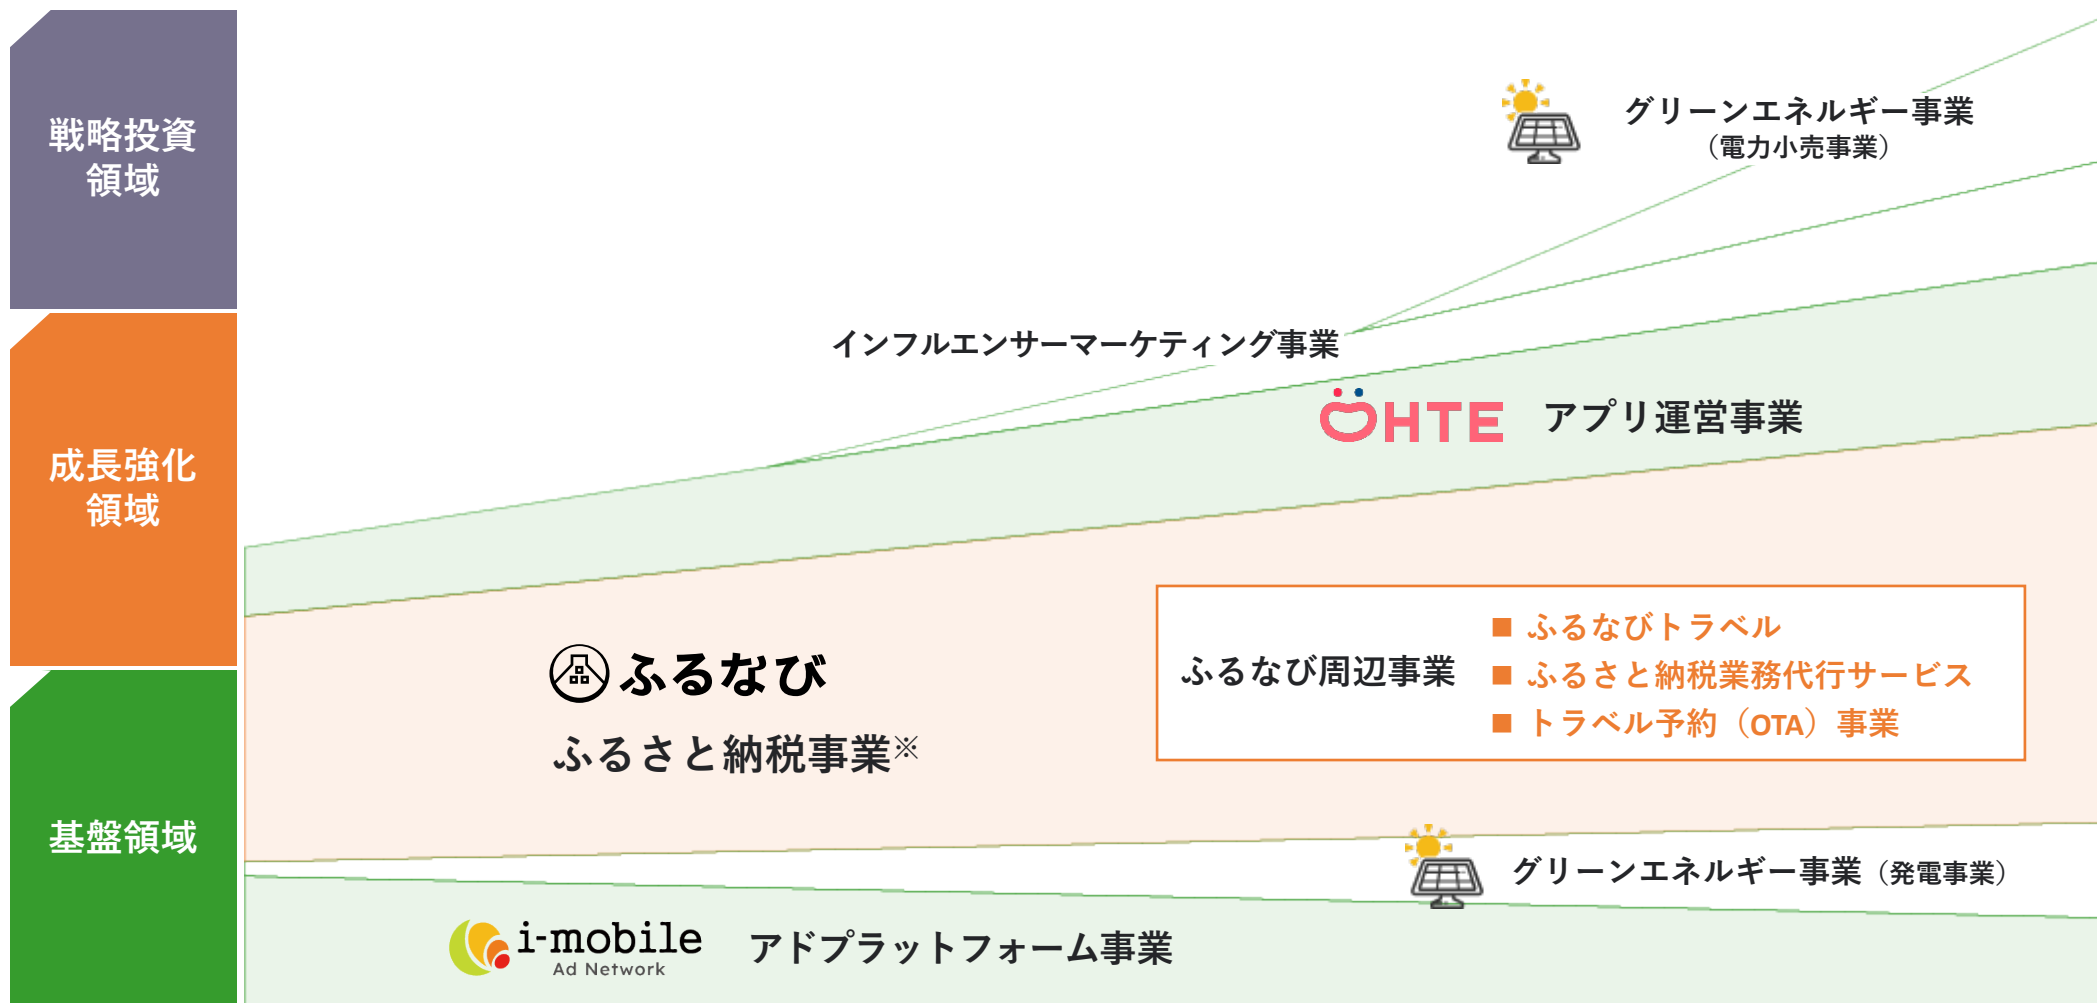 戦略投資
領域
グリーンエネルギー事業
（電力小売事業）
インフルエンサーマーケティング事業
成長強化
領域
ÖHTE アプリ運営事業
ふるなび
ふるさと納税事業※
ふるなび周辺事業
■ ふるなびトラベル
■ ふるさと納税業務代行サービス
■ トラベル予約（OTA）事業
基盤領域
グリーンエネルギー事業（発電事業）
i-mobile
Ad Network
アドプラットフォーム事業